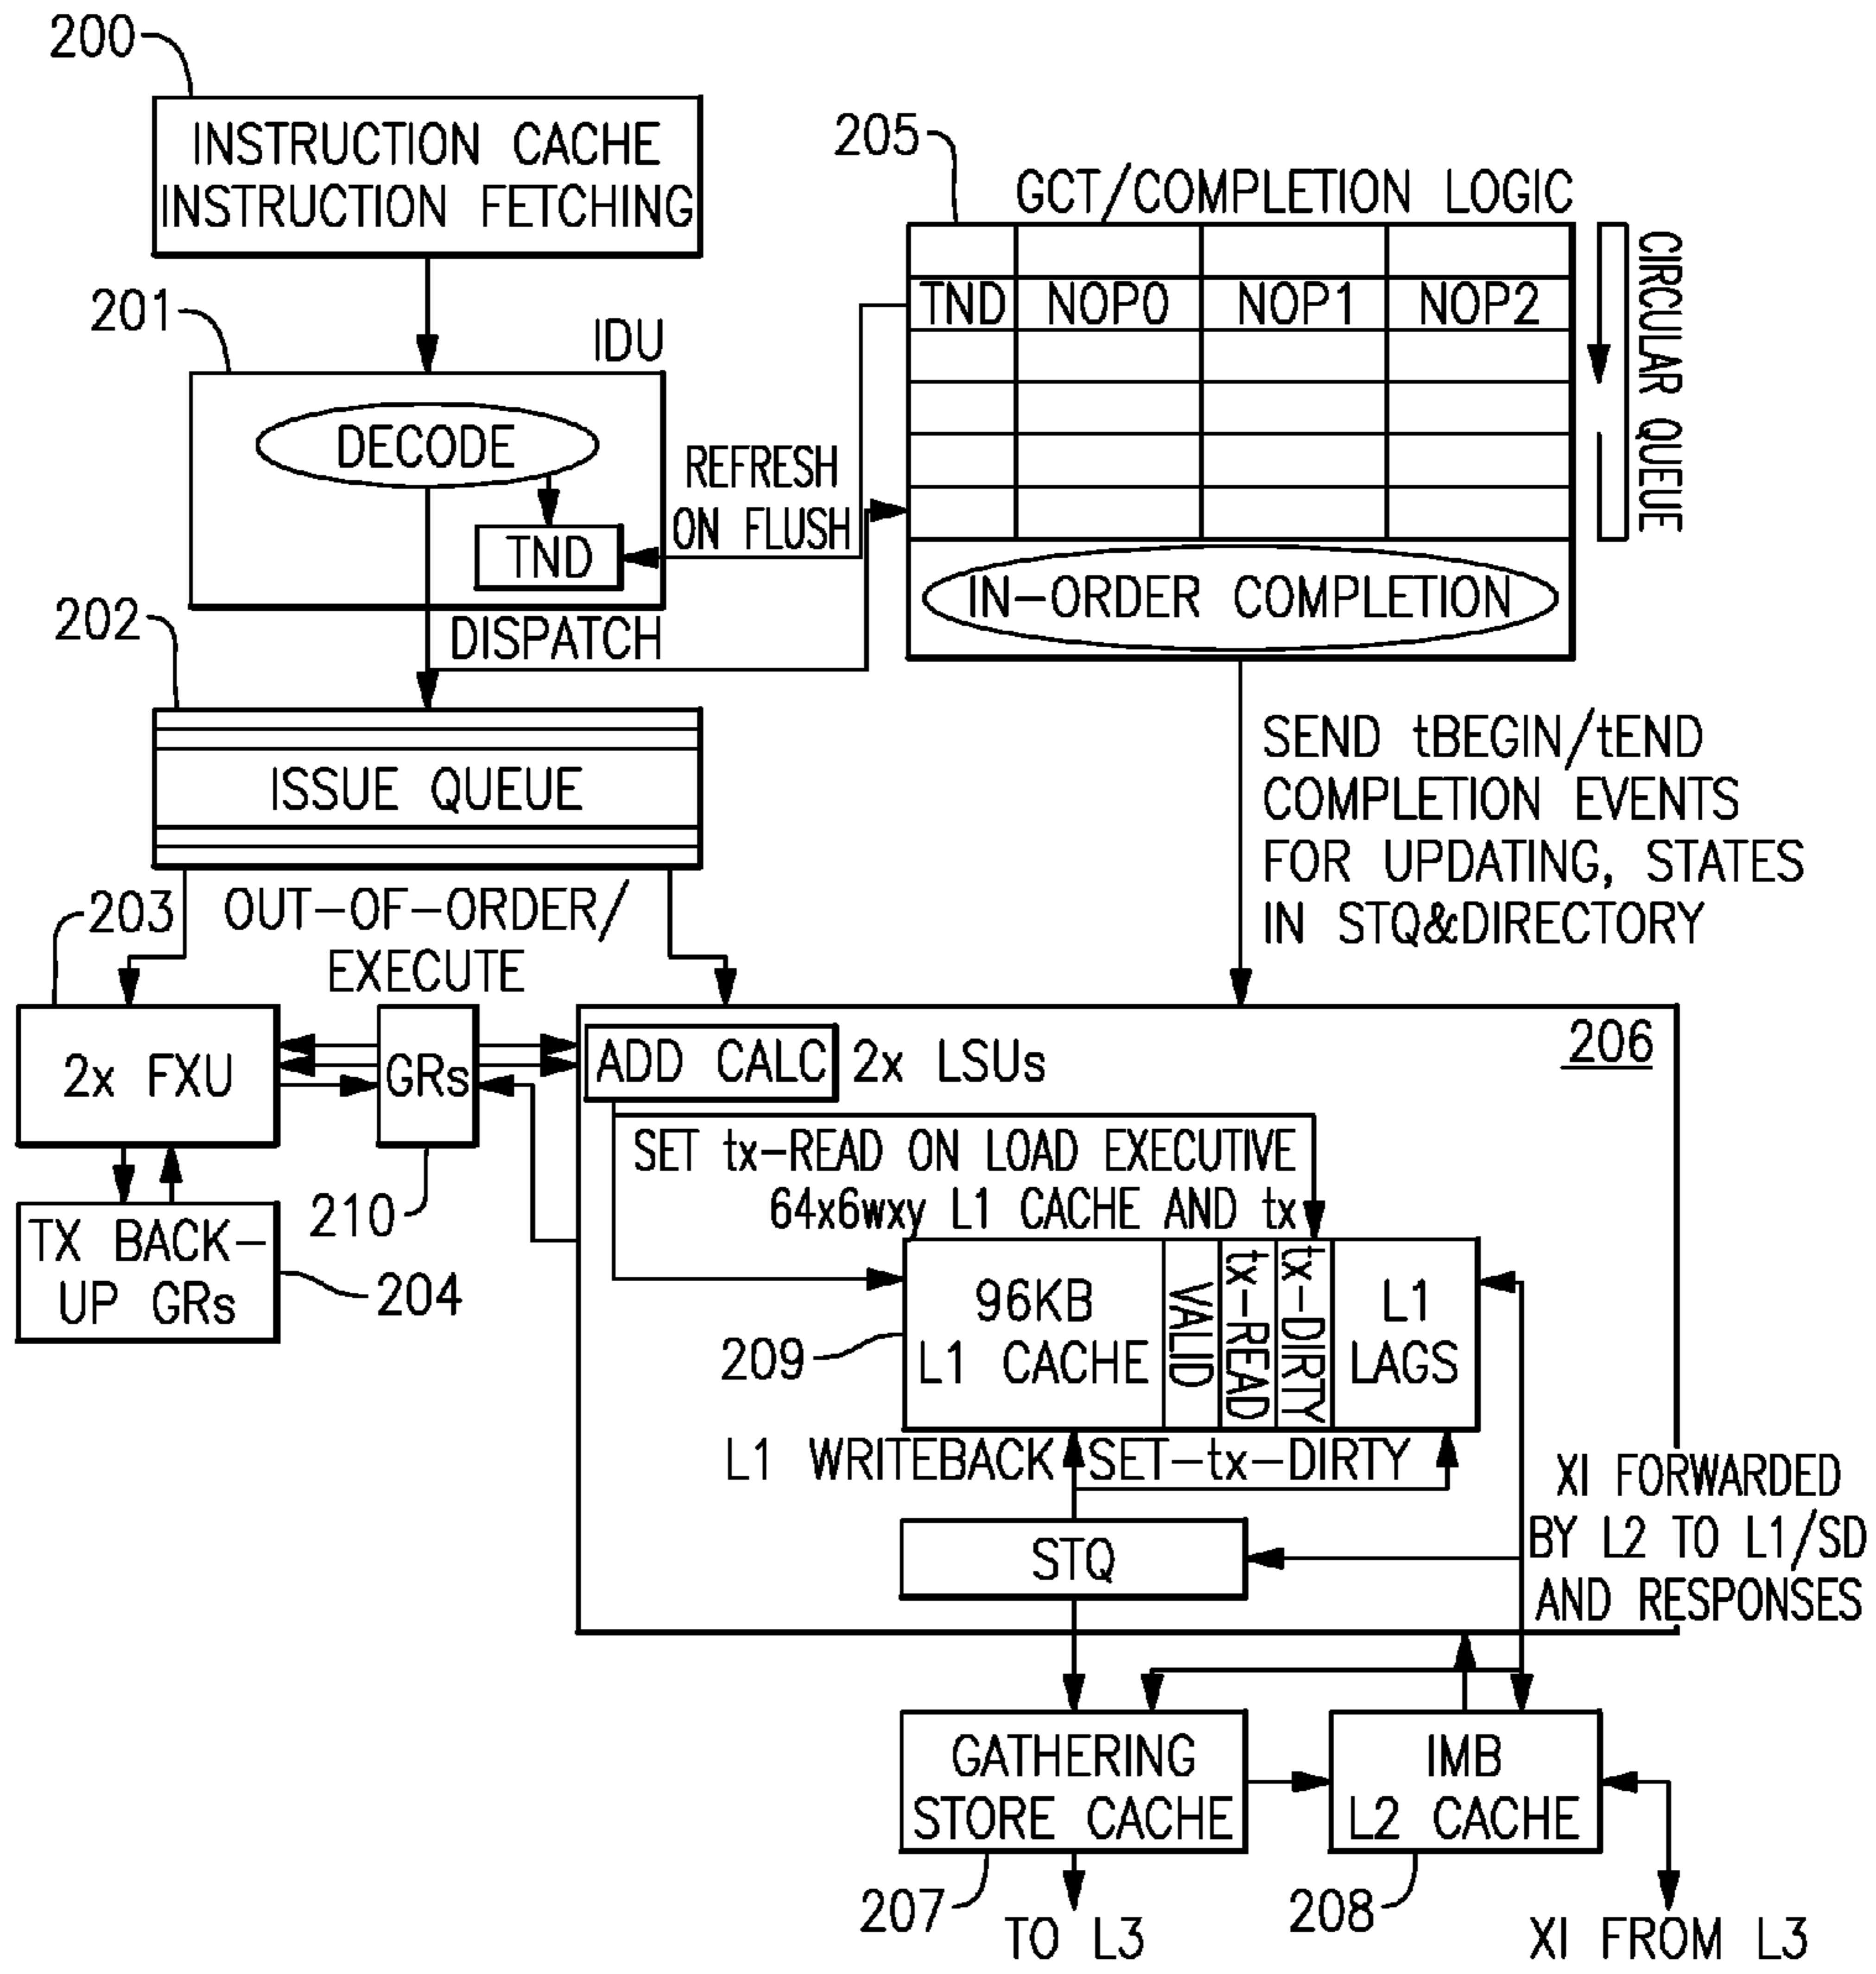 200
INSTRUCTION CACHE
INSTRUCTION FETCHING
205
GCT/COMPLETION LOGIC
TND NOP0 NOP1 NOP2
CIRCULAR QUEUE
201
IDU
DECODE
TND
REFRESH
ON FLUSH
IN-ORDER COMPLETION
202
DISPATCH
ISSUE QUEUE
SEND tBEGIN/tEND
COMPLETION EVENTS
FOR UPDATING, STATES
IN STQ&DIRECTORY
203
OUT-OF-ORDER/
EXECUTE
2x FXU
GRs
ADD CALC
2x LSUs
206
210
TX BACK-
UP GRs
204
SET tx-READ ON LOAD EXECUTIVE
64x6wxy L1 CACHE AND tx
96KB
L1 CACHE
VALID
tx-READ
tx-DIRTY
L1
LAGS
209
L1 WRITEBACK
SET-tx-DIRTY
STQ
XI FORWARDED
BY L2 TO L1/SD
AND RESPONSES
GATHERING
STORE CACHE
IMB
L2 CACHE
207
TO L3
208
XI FROM L3